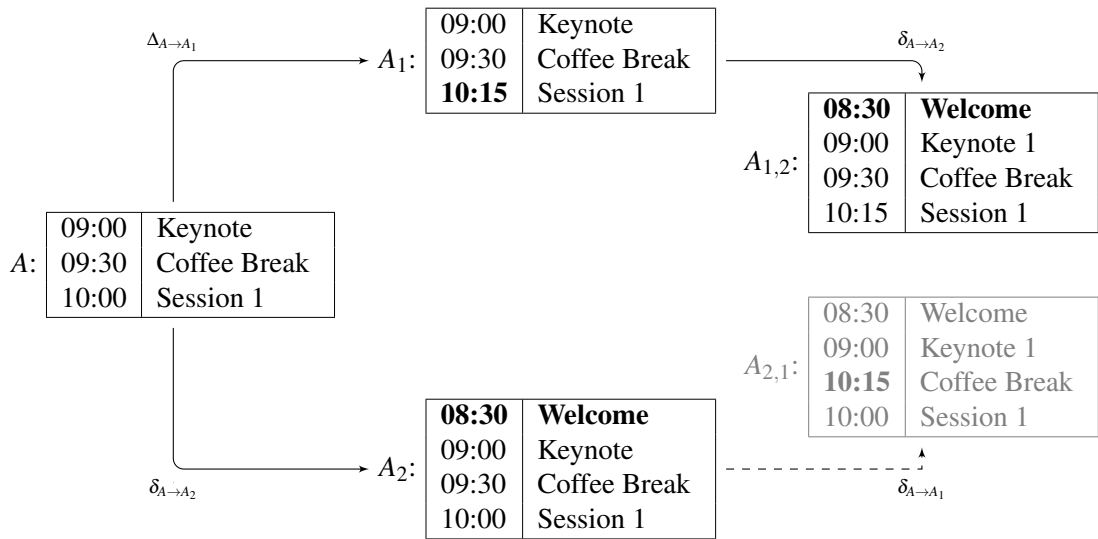 Δ_{A→A_1}
A_1:
09:00 Keynote
09:30 Coffee Break
10:15 Session 1
δ_{A→A_2}
A_{1,2}:
08:30 Welcome
09:00 Keynote 1
09:30 Coffee Break
10:15 Session 1
A:
09:00 Keynote
09:30 Coffee Break
10:00 Session 1
A_{2,1}:
08:30 Welcome
09:00 Keynote 1
10:15 Coffee Break
10:00 Session 1
δ_{A→A_2}
A_2:
08:30 Welcome
09:00 Keynote
09:30 Coffee Break
10:00 Session 1
δ_{A→A_1}